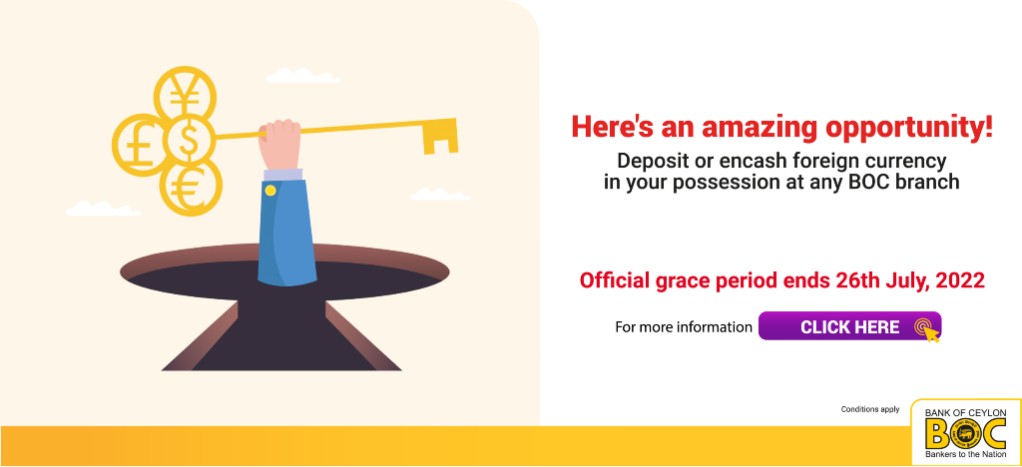 ¥
£
$
€
Here's an amazing opportunity!
Deposit or encash foreign currency
in your possession at any BOC branch
Official grace period ends 26th July, 2022
For more information CLICK HERE
Conditions apply
BANK OF CEYLON
BOC
Bankers to the Nation